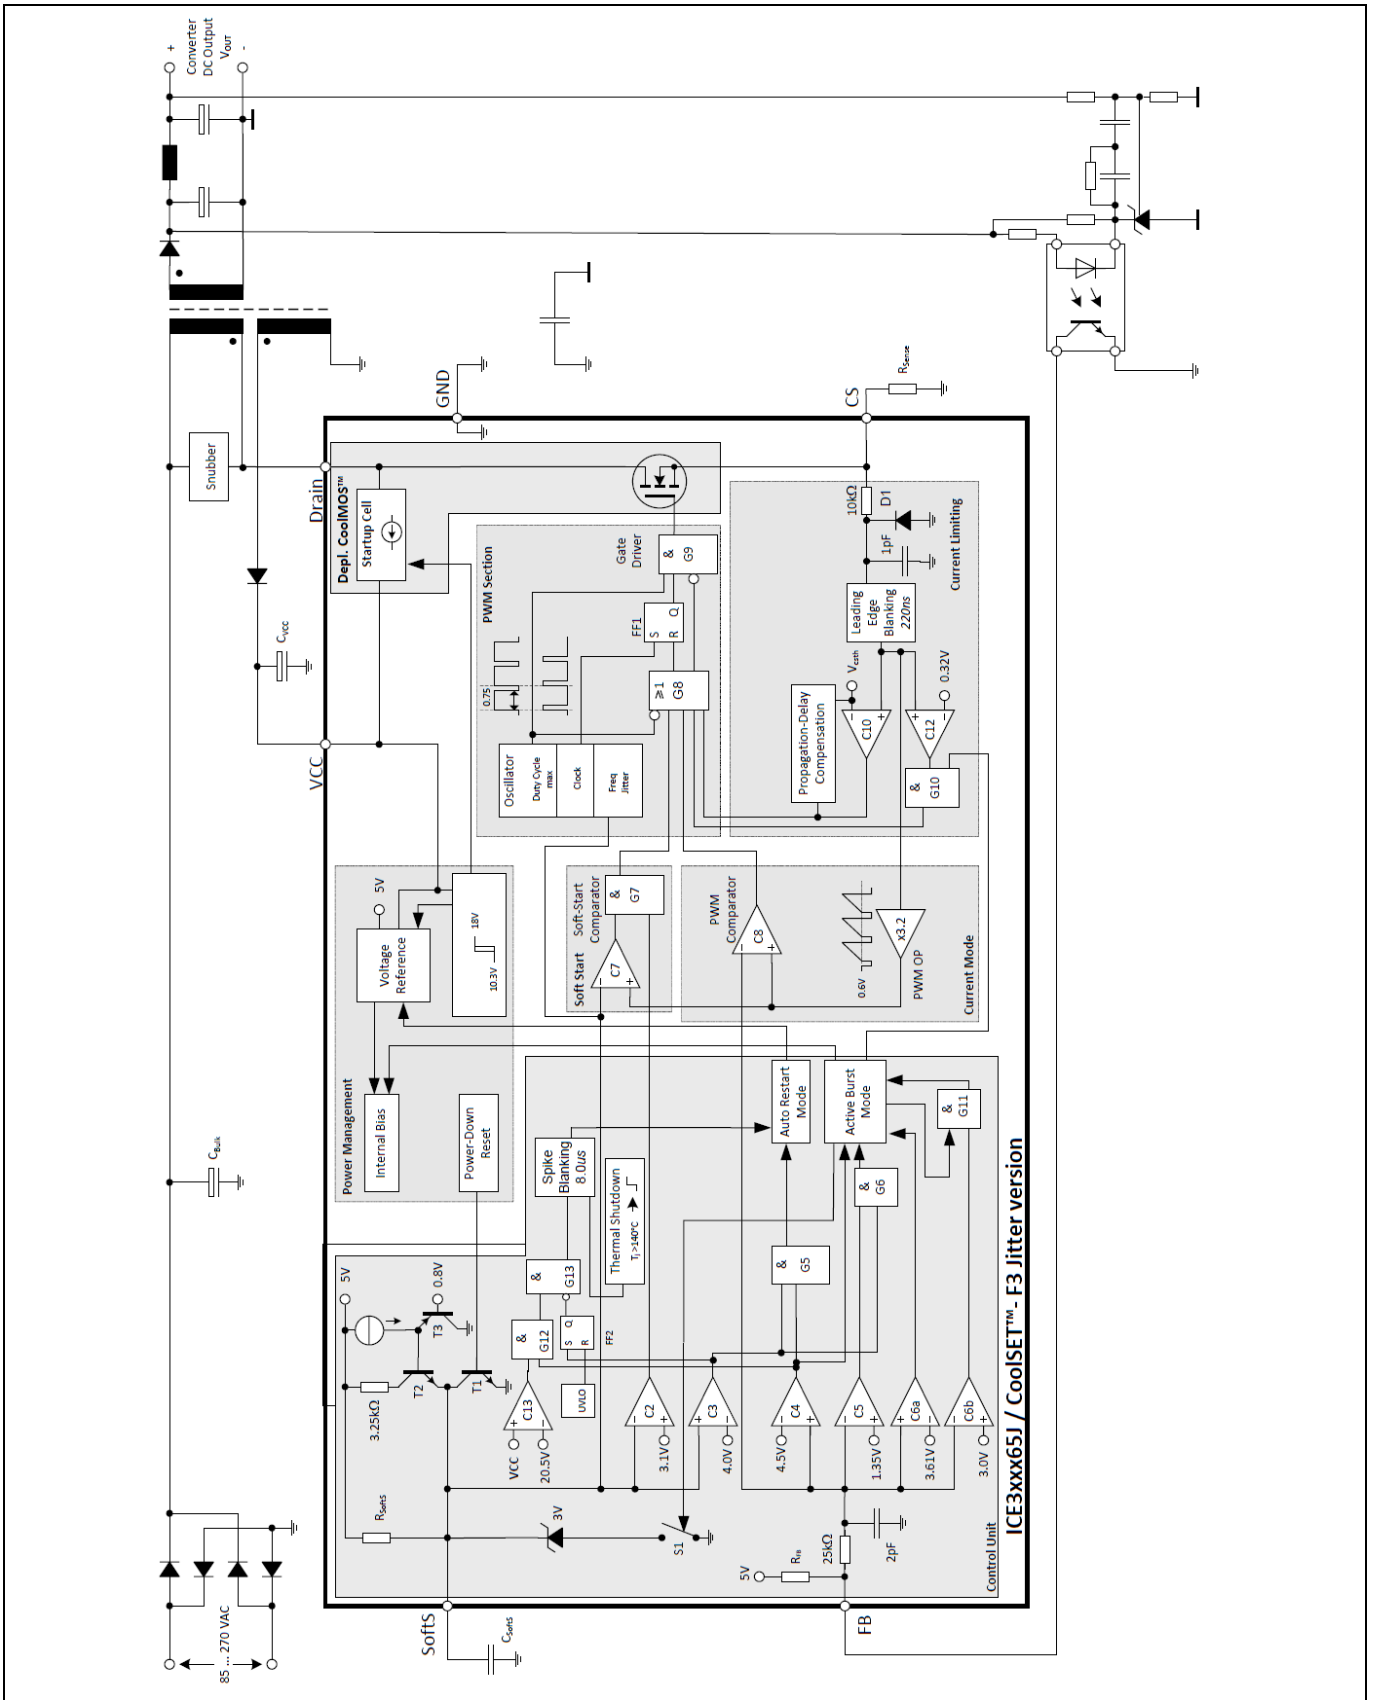 +
Converter
DC Output
VOUT
-
Snubber
CVCC
CBulk
85 ... 270 VAC
Drain
GND
CS
RSense
VCC
SoftS
CSoftS
FB
Depl. CoolMOS™
Startup Cell
PWM Section
Gate
Driver
&
G9
FF1
S
R Q
≥1
G8
0.75
Oscillator
Duty Cycle
max
Clock
Freq
Jitter
10kΩ
D1
1pF
Leading
Edge
Blanking
220ns
Current Limiting
Vcsth
Propagation-Delay
Compensation
C10
-
+
0.32V
C12
+
-
&
G10
Power Management
5V
Voltage
Reference
18V
10.3V
Internal Bias
Power-Down
Reset
Soft Start
Soft-Start
Comparator
&
G7
C7
-
+
PWM
Comparator
C8
-
+
0.6V
x3.2
PWM OP
Current Mode
Auto Restart
Mode
Active Burst
Mode
&
G11
&
G6
&
G5
Spike
Blanking
8.0us
Thermal Shutdown
Tj >140°C
&
G13
S Q
R
FF2
UVLO
&
G12
C13
+
-
VCC
20.5V
5V
0.8V
T3
T2
T1
3.25kΩ
RSoftS
3V
S1
C2
-
+
3.1V
C3
+
-
4.0V
C4
-
+
4.5V
C5
-
+
1.35V
C6a
+
-
3.61V
C6b
-
+
3.0V
5V
RFB
25kΩ
2pF
Control Unit
ICE3xxx65J / CoolSET™- F3 Jitter version